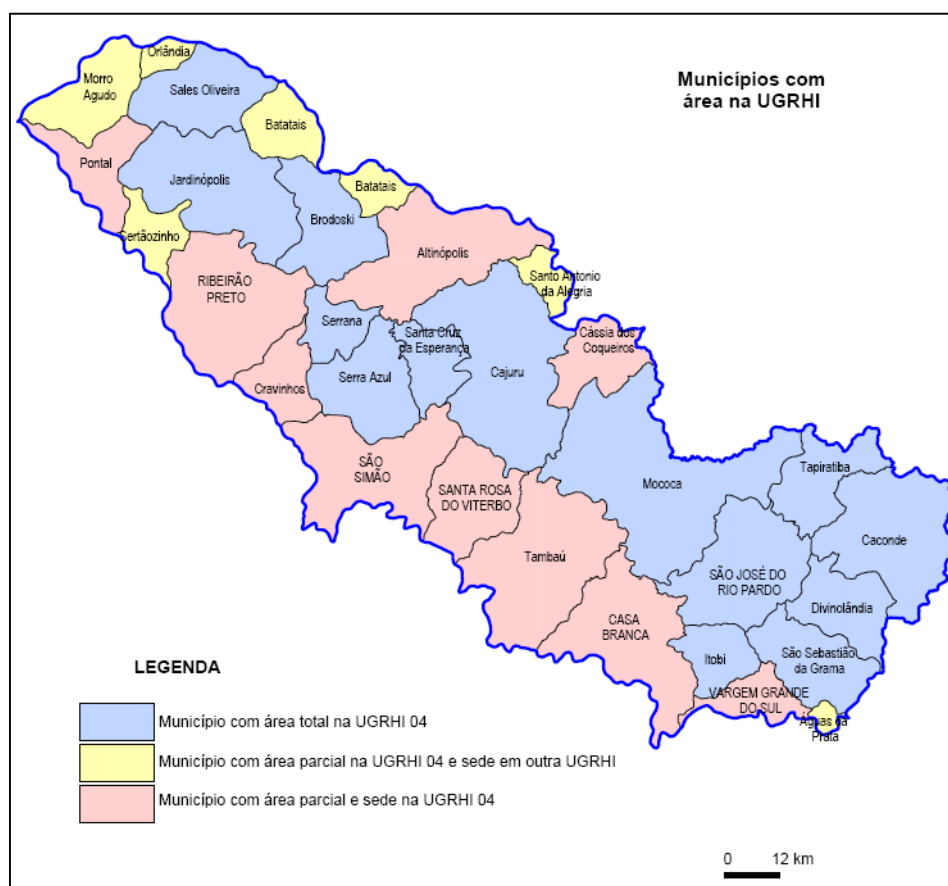 Municípios com
área na UGRHI
Orlândia
Morro
Agudo
Sales Oliveira
Batatais
Pontal
Jardinópolis
Batatais
Brodoski
Sertãozinho
Altinópolis
RIBEIRÃO
PRETO
Santo Antonio
da Alegria
Serrana
Santa Cruz
da Esperança
Cássia dos
Coqueiros
Cravinhos
Serra Azul
Cajuru
SÃO
SIMÃO
SANTA ROSA
DO VITERBO
Mococa
Tapiratiba
Caconde
Tambaú
SÃO JOSÉ DO
RIO PARDO
Divinolândia
CASA
BRANCA
Itobi
São Sebastião
da Grama
VARGEM GRANDE
DO SUL
Águas da
Prata
LEGENDA
Município com área total na UGRHI 04
Município com área parcial na UGRHI 04 e sede em outra UGRHI
Município com área parcial e sede na UGRHI 04
0 12 km